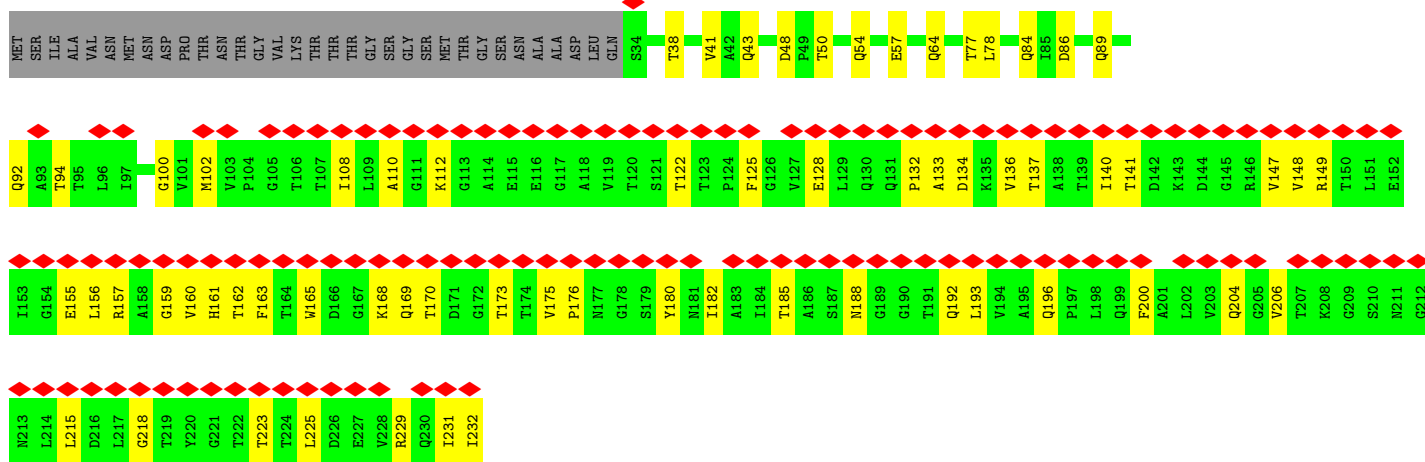 MET SER ILE ALA VAL ASN MET ASN ASP PRO THR ASN THR GLY VAL LYS THR THR THR GLY SER GLY SER MET THR GLY SER ASN ALA ALA ASP LEU GLN S34 T38 V41 A42 Q43 D48 P49 T50 Q54 E57 Q64 T77 L78 Q84 I85 D86 Q89
Q92 A93 T94 T95 L96 I97 G100 V101 M102 V103 P104 G105 T106 T107 I108 L109 A110 G111 K112 G113 A114 E115 E116 G117 A118 V119 T120 S121 T122 T123 P124 F125 G126 V127 E128 L129 Q130 Q131 P132 A133 D134 K135 V136 T137 A138 T139 I140 T141 D142 K143 D144 G145 R146 V147 V148 R149 T150 L151 E152
I153 G154 E155 L156 R157 A158 G159 V160 H161 T162 F163 T164 W165 D166 G167 K168 Q169 T170 D171 G172 T173 T174 V175 P176 N177 G178 S179 Y180 N181 I182 A183 I184 T185 A186 S187 N188 G189 G190 T191 Q192 L193 V194 A195 Q196 P197 L198 Q199 F200 A201 L202 V203 Q204 G205 V206 T207 K208 G209 S210 N211 G212
N213 L214 L215 D216 L217 G218 T219 Y220 G221 T222 T223 T224 L225 D226 E227 V228 R229 Q230 I231 I232